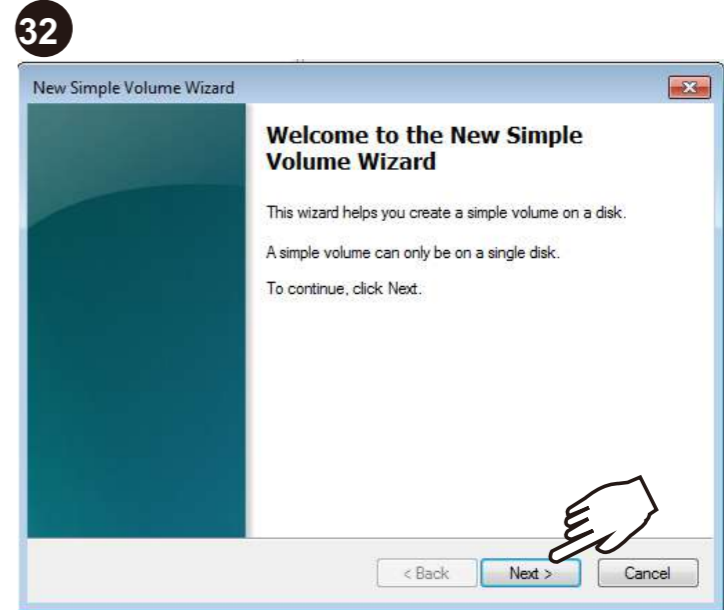 32
New Simple Volume Wizard
Welcome to the New Simple
Volume Wizard
This wizard helps you create a simple volume on a disk.
A simple volume can only be on a single disk.
To continue, click Next.
< Back Next > Cancel